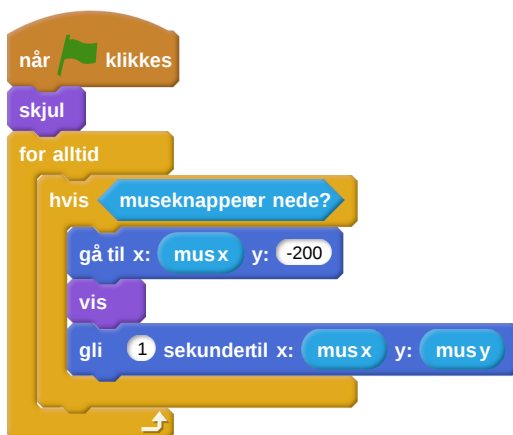 når klikkes
skjul
for alltid
hvis museknappen er nede?
gå til x: mus x y: -200
vis
gli 1 sekunder til x: mus x y: mus y